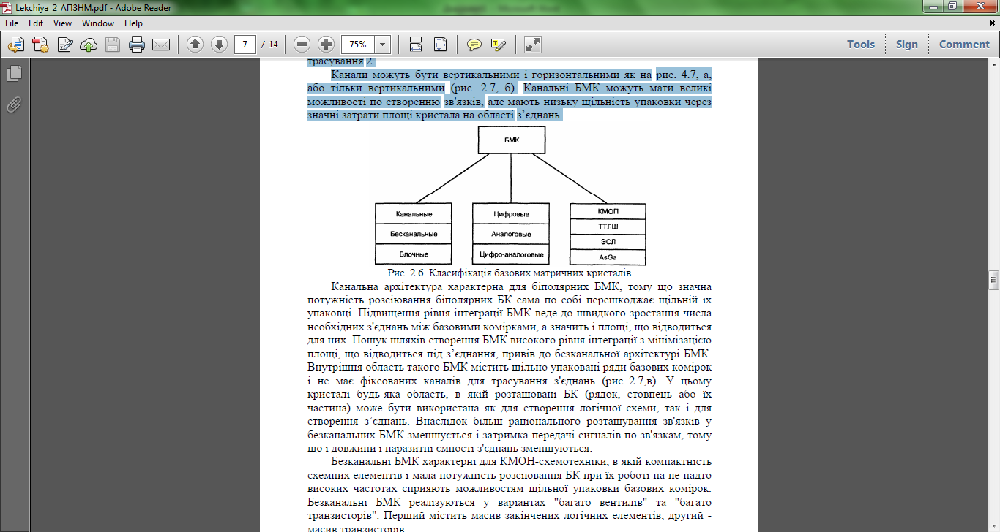 Lekchiya_2_АПЗНМ.pdf - Adobe Reader
File Edit View Window Help
7 / 14 75% Tools Sign Comment
трасування 2.
Канали можуть бути вертикальними і горизонтальними як на рис. 4.7, а,
або тільки вертикальними (рис. 2.7, б). Канальні БМК можуть мати великі
можливості по створенню зв'язків, але мають низьку щільність упаковки через
значні затрати площі кристала на області з’єднань.
БМК
Канальные Цифровые КМОП
ТТЛШ
Бесканальные Аналоговые
ЭСЛ
Блочные Цифро-аналоговые AsGa
Рис. 2.6. Класифікація базових матричних кристалів
Канальна архітектура характерна для біполярних БМК, тому що значна
потужність розсіювання біполярних БК сама по собі перешкоджає щільній їх
упаковці. Підвищення рівня інтеграції БМК веде до швидкого зростання числа
необхідних з'єднань між базовими комірками, а значить і площі, що відводиться
для них. Пошук шляхів створення БМК високого рівня інтеграції з мінімізацією
площі, що відводиться під з’єднання, привів до безканальної архітектурі БМК.
Внутрішня область такого БМК містить щільно упаковані ряди базових комірок
і не має фіксованих каналів для трасування з'єднань (рис. 2.7,в). У цьому
кристалі будь-яка область, в якій розташовані БК (рядок, стовпець або їх
частина) може бути використана як для створення логічної схеми, так і для
створення з’єднань. Внаслідок більш раціонального розташування зв'язків у
безканальних БМК зменшується і затримка передачі сигналів по зв'язкам, тому
що і довжини і паразитні ємності з'єднань зменшуються.
Безканальні БМК характерні для КМОН-схемотехніки, в якій компактність
схемних елементів і мала потужність розсіювання БК при їх роботі на не надто
високих частотах сприяють можливостям щільної упаковки базових комірок.
Безканальні БМК реалізуються у варіантах "багато вентилів" та "багато
транзисторів". Перший містить масив закінчених логічних елементів, другий -
масив транзисторів.